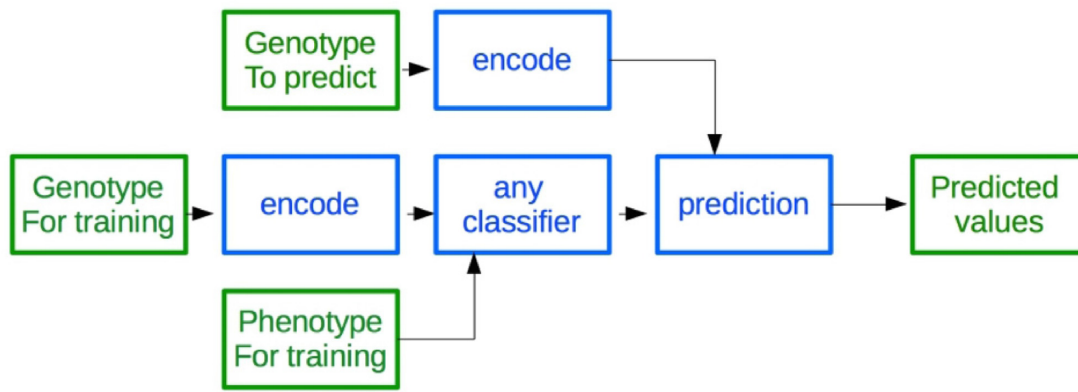 Genotype
To predict
encode
Genotype
For training
encode
any
classifier
prediction
Predicted
values
Phenotype
For training